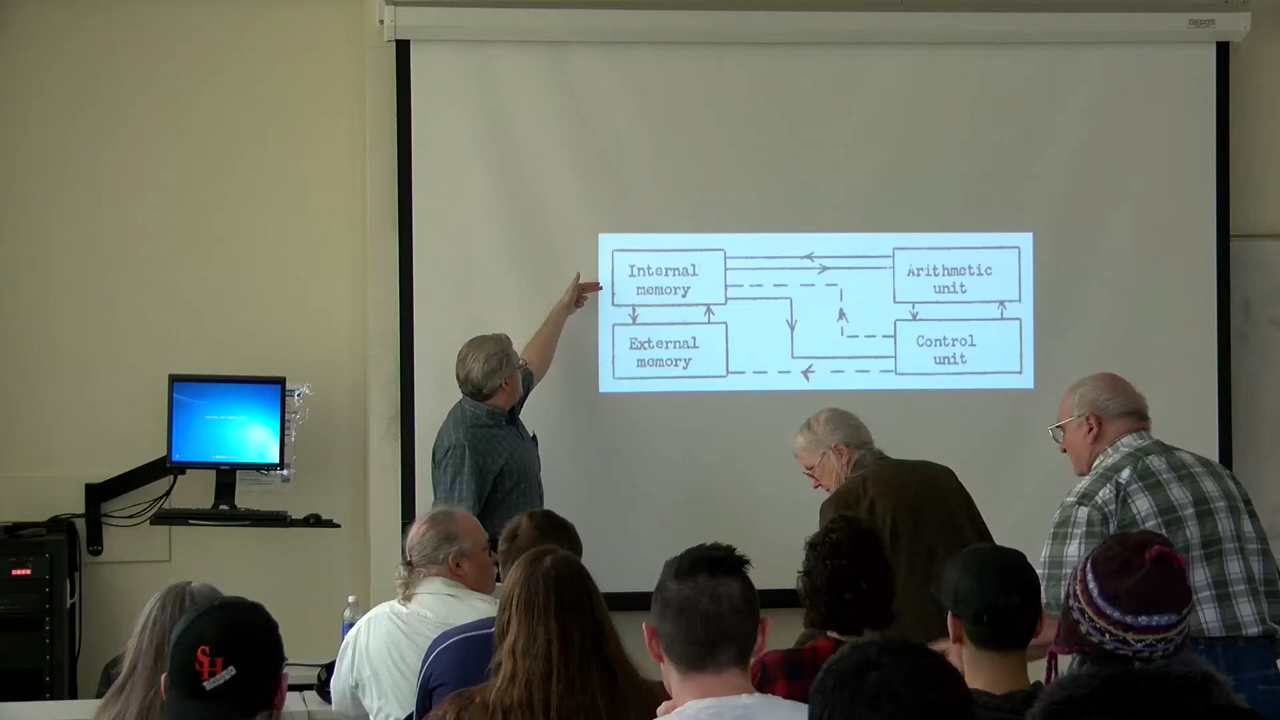 Internal
memory
Arithmetic
unit
External
memory
Control
unit
SH